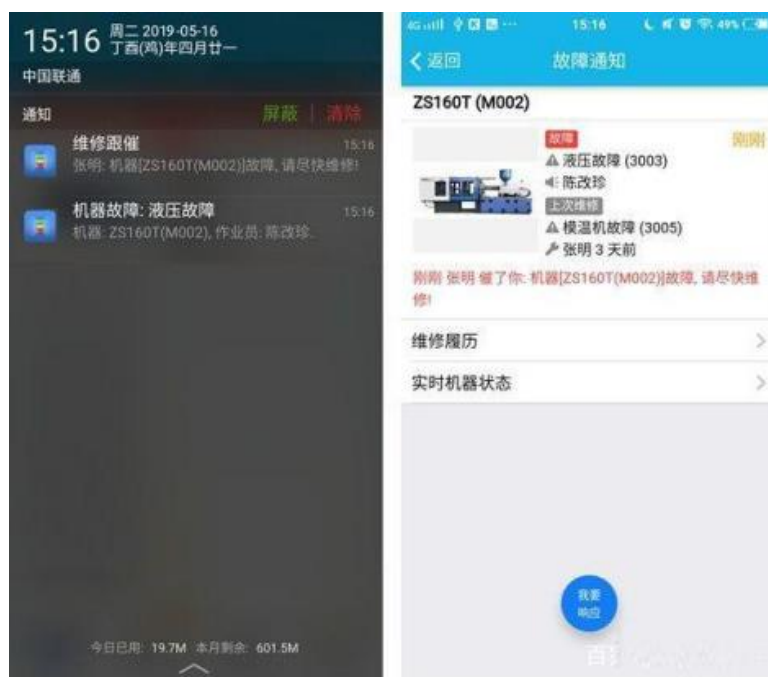 15:16 周二 2019-05-16
丁酉(鸡)年四月廿一
中国联通
通知 屏蔽 | 清除
维修跟催 15:16
张明: 机器[ZS160T(M002)]故障, 请尽快维修!
机器故障: 液压故障 15:16
机器: ZS160T(M002), 作业员: 陈改珍.
今日已用: 19.7M 本月剩余: 601.5M
4G 15:16 49%
返回 故障通知
ZS160T (M002)
故障 刚刚
液压故障 (3003)
陈改珍
上次维修
模温机故障 (3005)
张明 3 天前
刚刚 张明 催了你: 机器[ZS160T(M002)]故障, 请尽快维
修!
维修履历
实时机器状态
我要
响应